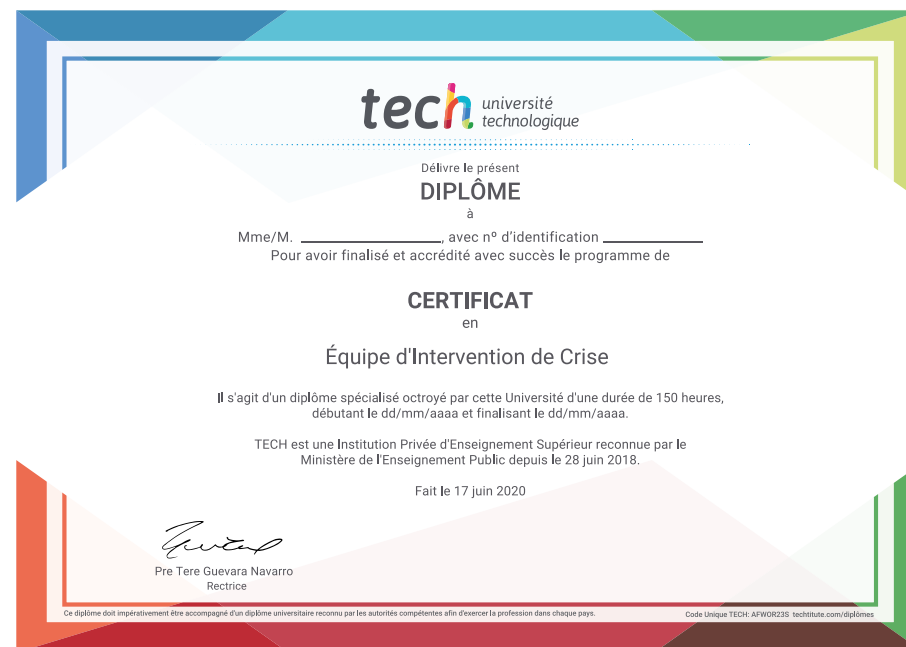 tech université
technologique
Délivre le présent
DIPLÔME
à
Mme/M. ____________________, avec nº d'identification ______________
Pour avoir finalisé et accrédité avec succès le programme de
CERTIFICAT
en
Équipe d'Intervention de Crise
Il s'agit d'un diplôme spécialisé octroyé par cette Université d'une durée de 150 heures,
débutant le dd/mm/aaaa et finalisant le dd/mm/aaaa.
TECH est une Institution Privée d'Enseignement Supérieur reconnue par le
Ministère de l'Enseignement Public depuis le 28 juin 2018.
Fait le 17 juin 2020
Pre Tere Guevara Navarro
Rectrice
Ce diplôme doit impérativement être accompagné d'un diplôme universitaire reconnu par les autorités compétentes afin d'exercer la profession dans chaque pays.
Code Unique TECH: AFWOR23S techtitute.com/diplômes